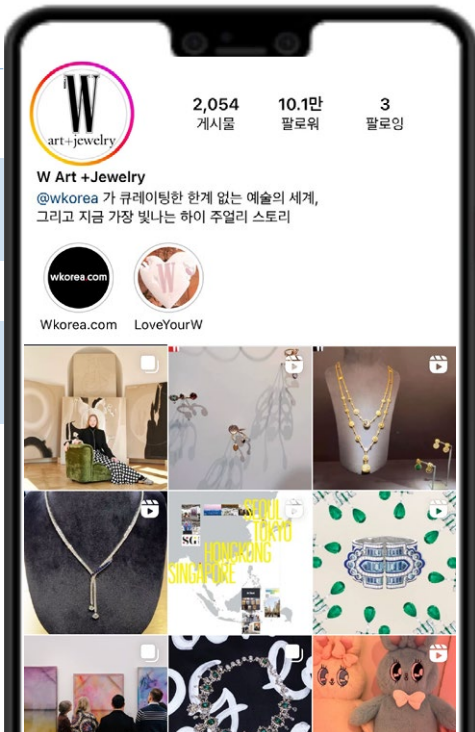 W
art+jewelry
2,054
게시물
10.1만
팔로워
3
팔로잉
W Art +Jewelry
@wkorea 가 큐레이팅한 한계 없는 예술의 세계,
그리고 지금 가장 빛나는 하이 주얼리 스토리
wkorea.com
W
Wkorea.com
LoveYourW
SEOUL
TOKYO
HONGKONG
SINGAPORE
SG